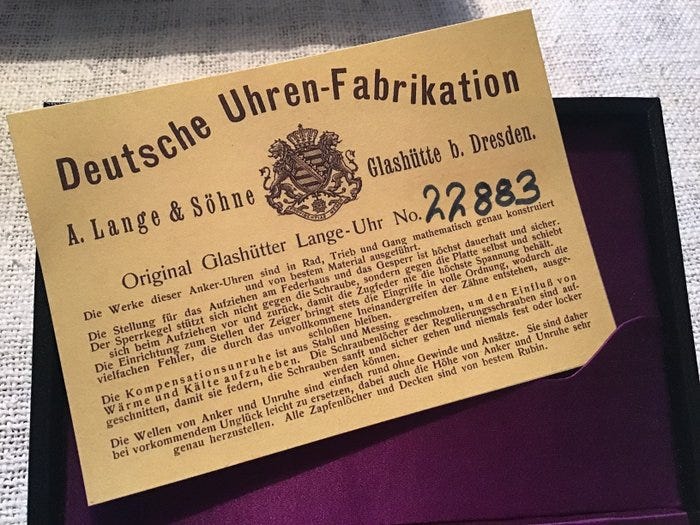 Deutsche Uhren-Fabrikation
A. Lange & Söhne Glashütte b. Dresden.
Original Glashütter Lange-Uhr No. 22883
Die Werke dieser Anker-Uhren sind in Rad, Trieb und Gang mathematisch genau konstruiert
und von bestem Material ausgeführt.
Die Stellung für das Aufziehen am Federhaus und das Gesperr ist höchst dauerhaft und sicher.
Der Sperrkegel stützt sich nicht gegen die Schraube, sondern gegen die Platte selbst und schiebt
sich beim Aufziehen vor und zurück, damit die Zugfeder nie die höchste Spannung behält.
Die Einrichtung zum Stellen der Zeiger bringt stets die Eingriffe in volle Ordnung, wodurch die
vielfachen Fehler, die durch das unvollkommene Ineinandergreifen der Zähne entstehen, ausge-
schlossen bleiben.
Die Kompensationsunruhe ist aus Stahl und Messing geschmolzen, um den Einfluß von
Wärme und Kälte aufzuheben. Die Schraubenlöcher der Regulierungsschrauben sind auf-
geschnitten, damit sie federn, die Schrauben sanft und sicher gehen und niemals fest oder locker
werden können.
Die Wellen von Anker und Unruhe sind einfach rund ohne Gewinde und Ansätze. Sie sind daher
bei vorkommendem Unglück leicht zu ersetzen, dabei auch die Höhe von Anker und Unruhe sehr
genau herzustellen. Alle Zapfenlöcher und Decken sind von bestem Rubin.